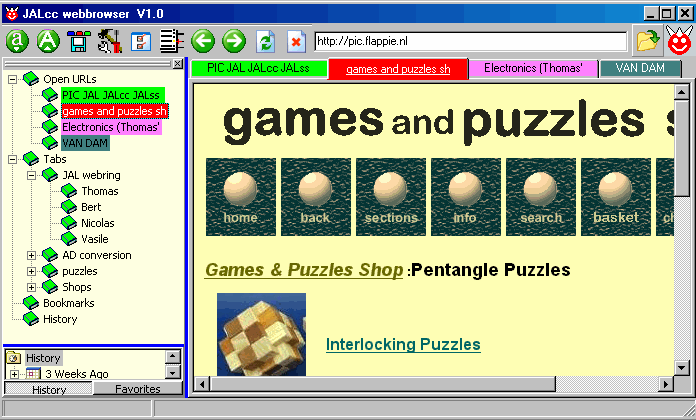 JALcc webbrowser V1.0
http://pic.flappie.nl
PIC JAL JALcc JALss
games and puzzles sh
Electronics (Thomas'
VAN DAM
Open URLs
PIC JAL JALcc JALss
games and puzzles sh
Electronics (Thomas'
VAN DAM
Tabs
JAL webring
Thomas
Bert
Nicolas
Vasile
AD conversion
puzzles
Shops
Bookmarks
History
History
3 Weeks Ago
History
Favorites
games and puzzles s
home
back
sections
info
search
basket
Games & Puzzles Shop :Pentangle Puzzles
Interlocking Puzzles